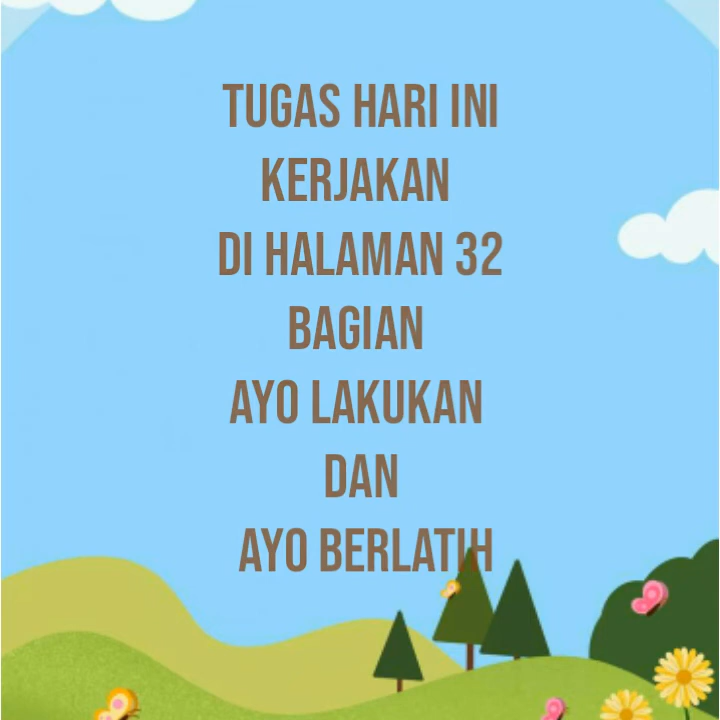 TUGAS HARI INI
KERJAKAN
DI HALAMAN 32
BAGIAN
AYO LAKUKAN
DAN
AYO BERLATIH